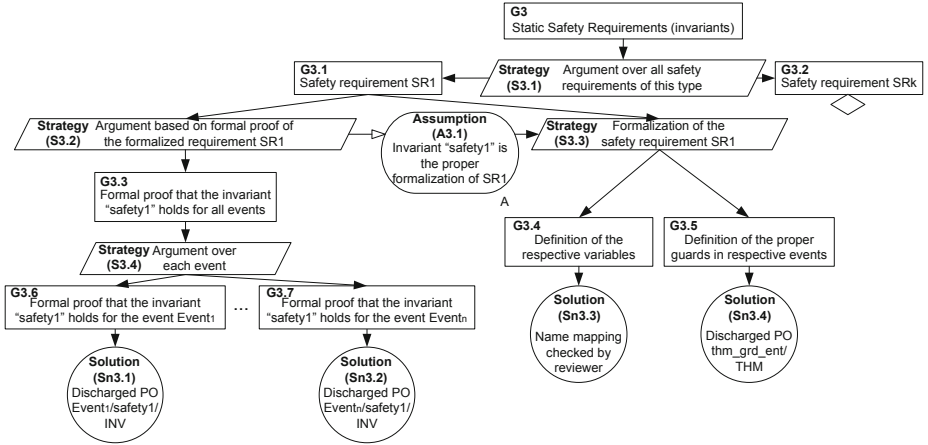 G3
Static Safety Requirements (invariants)
G3.1
Safety requirement SR1
Strategy (S3.1)
Argument over all safety
requirements of this type
G3.2
Safety requirement SRk
Strategy (S3.2)
Argument based on formal proof of
the formalized requirement SR1
Assumption
(A3.1)
Invariant “safety1” is
the proper
formalization of SR1
A
Strategy (S3.3)
Formalization of the
safety requirement SR1
G3.3
Formal proof that the invariant
“safety1” holds for all events
Strategy (S3.4)
Argument over
each event
G3.4
Definition of the
respective variables
G3.5
Definition of the proper
guards in respective events
G3.6
Formal proof that the invariant
“safety1” holds for the event Event1
...
G3.7
Formal proof that the invariant
“safety1” holds for the event Eventn
Solution
(Sn3.1)
Discharged PO
Event1/safety1/
INV
Solution
(Sn3.2)
Discharged PO
Eventn/safety1/
INV
Solution
(Sn3.3)
Name mapping
checked by
reviewer
Solution
(Sn3.4)
Discharged PO
thm_grd_ent/
THM